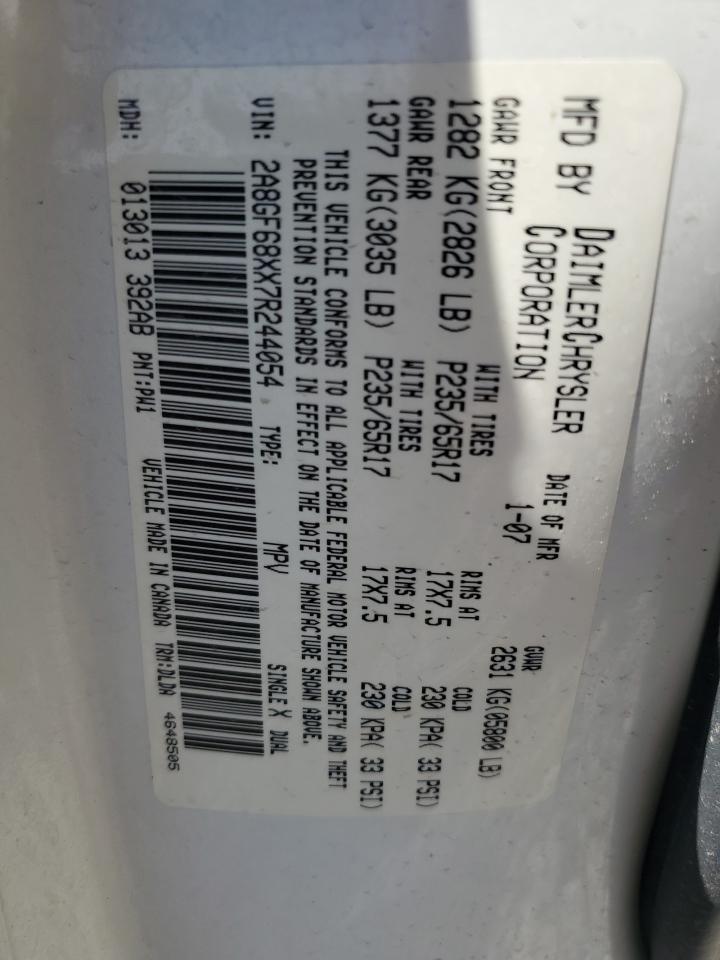 MFD BY DAIMLERCHRYSLER CORPORATION
DATE OF MFR 1-07
GVWR 2631 KG(05800 LB)
GAWR FRONT WITH TIRES RIMS AT COLD
1282 KG(2826 LB) P235/65R17 17X7.5 230 KPA( 33 PSI)
GAWR REAR WITH TIRES RIMS AT COLD
1377 KG(3035 LB) P235/65R17 17X7.5 230 KPA( 33 PSI)
THIS VEHICLE CONFORMS TO ALL APPLICABLE FEDERAL MOTOR VEHICLE SAFETY AND THEFT
PREVENTION STANDARDS IN EFFECT ON THE DATE OF MANUFACTURE SHOWN ABOVE.
VIN: 2A8GF68XX7R244054 TYPE: MPV SINGLE X DUAL
MDH: 013013 392AB PNT:PW1 VEHICLE MADE IN CANADA TRM:DLDA 4648505